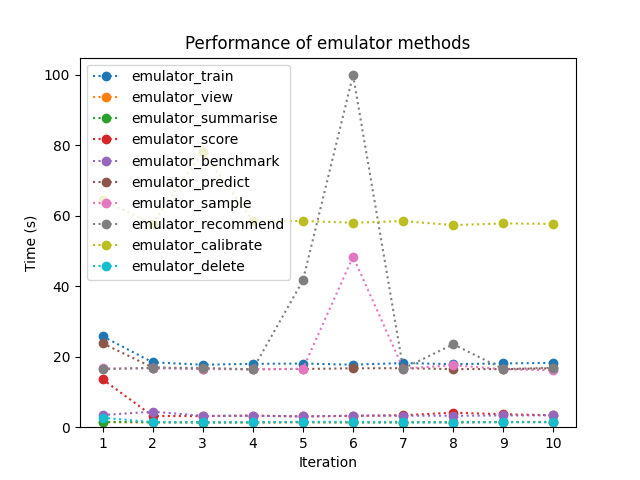 Performance of emulator methods
100
80
60
40
20
0
Time (s)
emulator_train
emulator_view
emulator_summarise
emulator_score
emulator_benchmark
emulator_predict
emulator_sample
emulator_recommend
emulator_calibrate
emulator_delete
1 2 3 4 5 6 7 8 9 10
Iteration